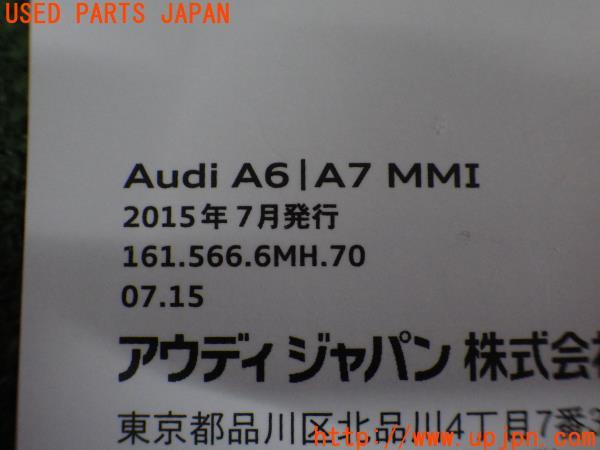 USED PARTS JAPAN
Audi A6|A7 MMI
2015年 7月発行
161.566.6MH.70
07.15
アウディ ジャパン 株式会
東京都品川区北品川4丁目7番
http://www.upjpn.com